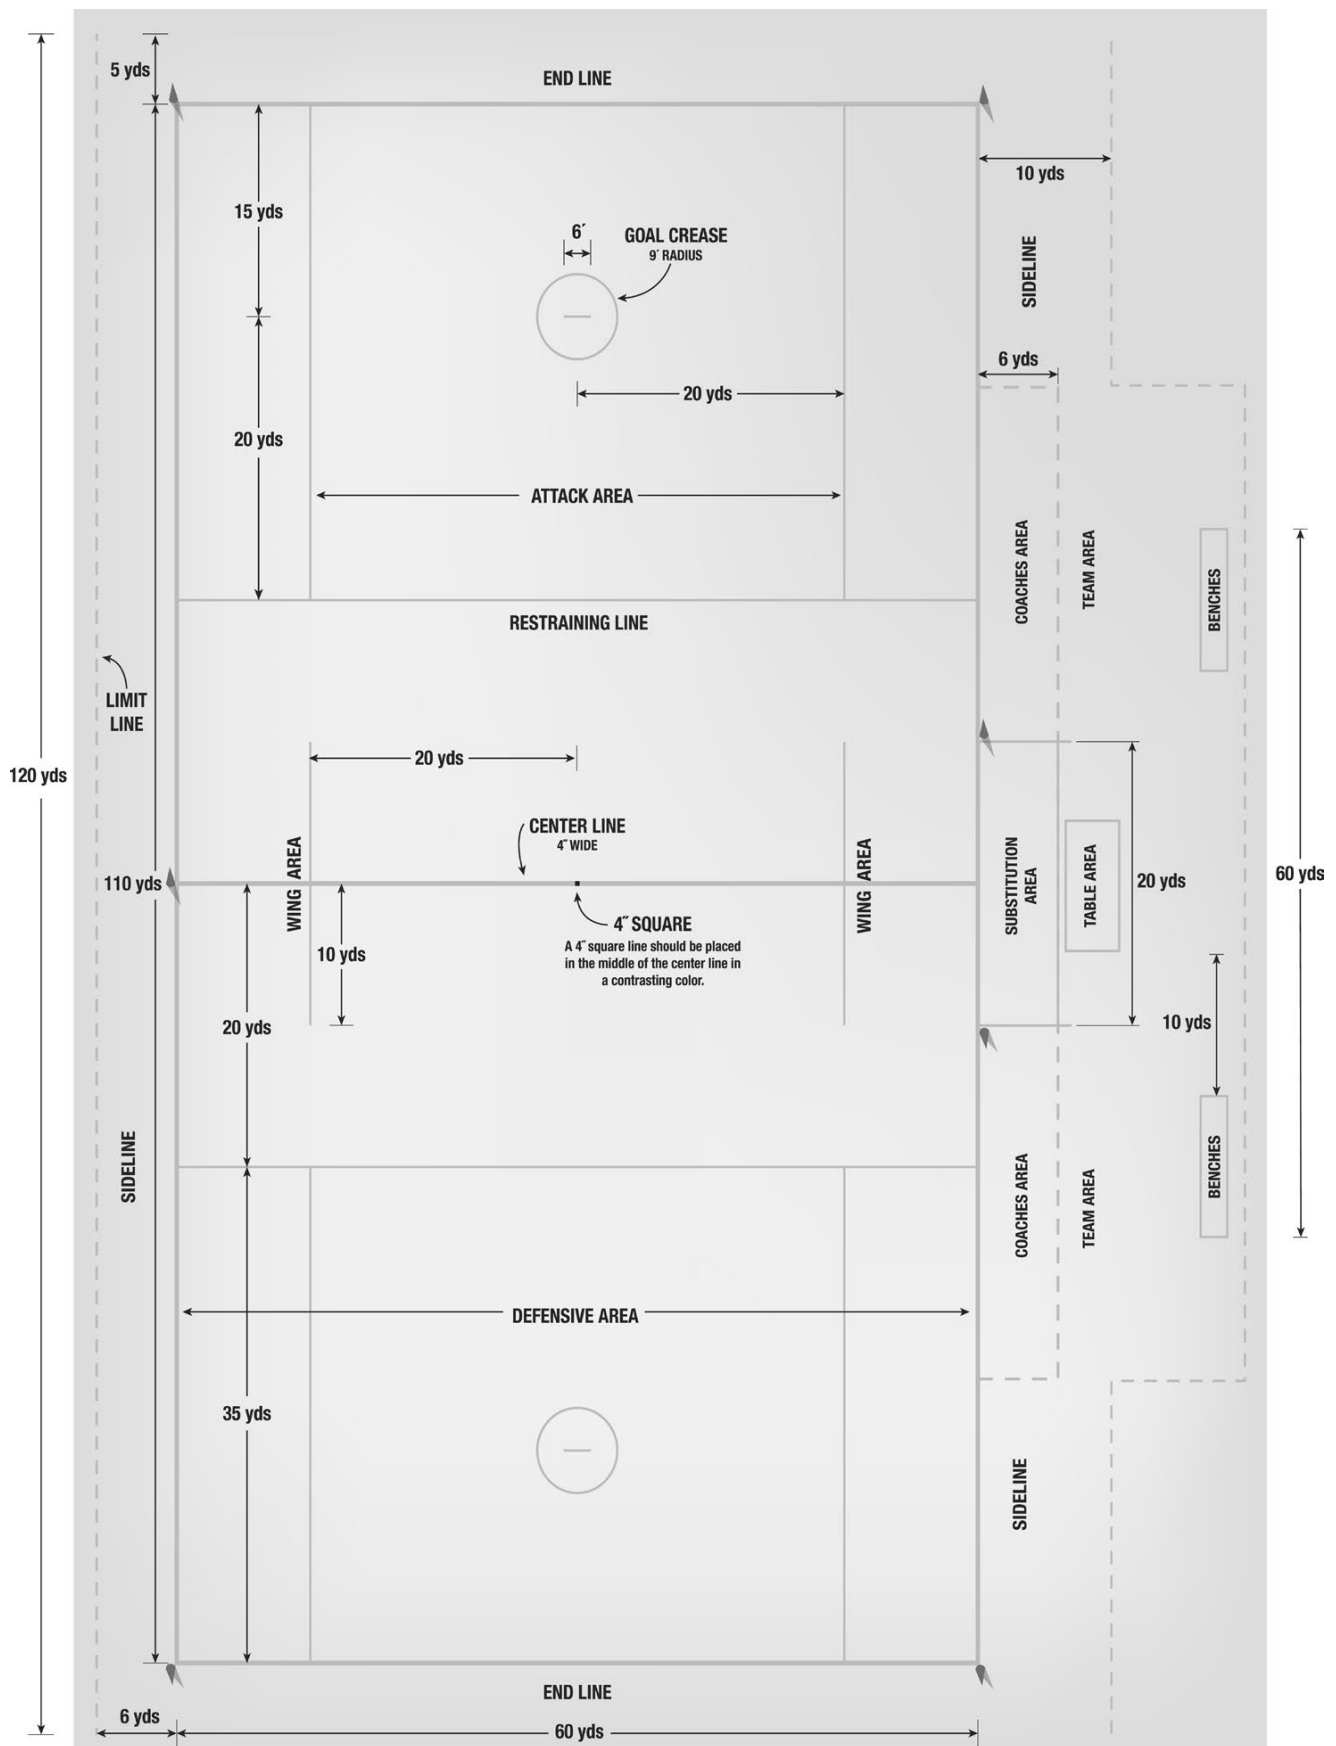 5 yds
END LINE
10 yds
15 yds
6′
GOAL CREASE
9′ RADIUS
SIDELINE
6 yds
20 yds
20 yds
ATTACK AREA
COACHES AREA
TEAM AREA
BENCHES
RESTRAINING LINE
LIMIT
LINE
20 yds
120 yds
CENTER LINE
4˝ WIDE
WING AREA
WING AREA
SUBSTITUTION
AREA
TABLE AREA
20 yds
60 yds
110 yds
4˝ SQUARE
A 4˝ square line should be placed
in the middle of the center line in
a contrasting color.
10 yds
20 yds
10 yds
SIDELINE
COACHES AREA
TEAM AREA
BENCHES
DEFENSIVE AREA
35 yds
SIDELINE
END LINE
6 yds
60 yds